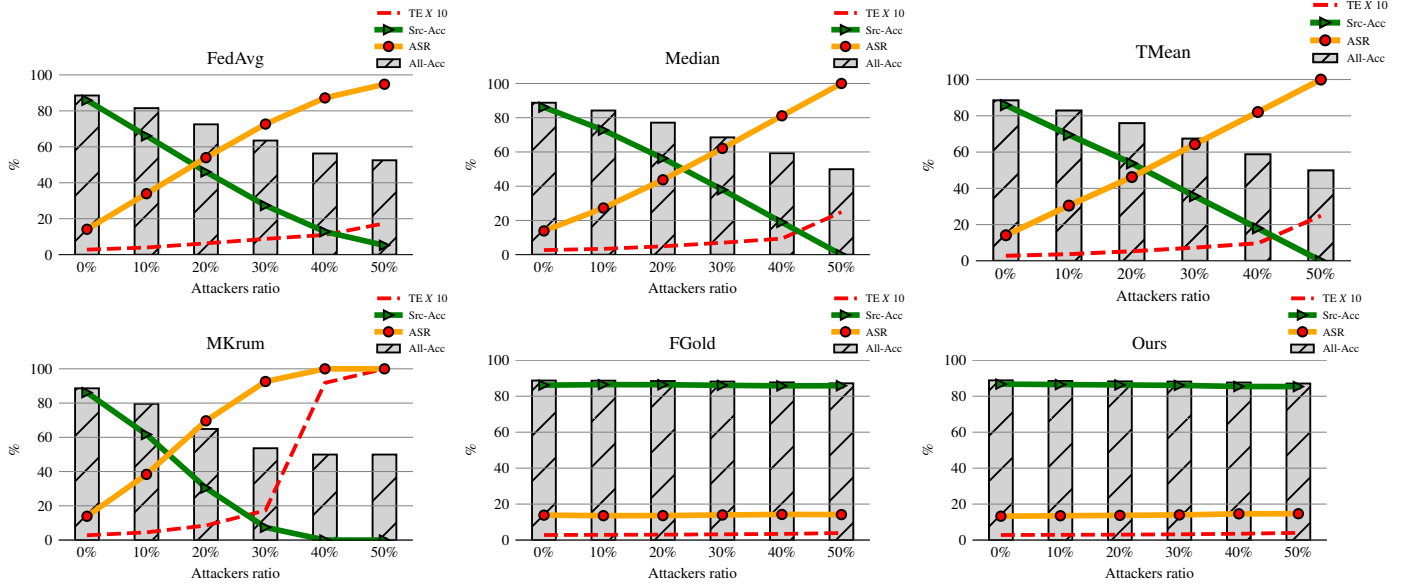 TE X 10
Src-Acc
ASR
All-Acc
FedAvg
100
80
60
40
20
0
%
0% 10% 20% 30% 40% 50%
Attackers ratio
TE X 10
Src-Acc
ASR
All-Acc
Median
100
80
60
40
20
0
%
0% 10% 20% 30% 40% 50%
Attackers ratio
TE X 10
Src-Acc
ASR
All-Acc
TMean
100
80
60
40
20
0
%
0% 10% 20% 30% 40% 50%
Attackers ratio
TE X 10
Src-Acc
ASR
All-Acc
MKrum
100
80
60
40
20
0
%
0% 10% 20% 30% 40% 50%
Attackers ratio
TE X 10
Src-Acc
ASR
All-Acc
FGold
100
80
60
40
20
0
%
0% 10% 20% 30% 40% 50%
Attackers ratio
TE X 10
Src-Acc
ASR
All-Acc
Ours
100
80
60
40
20
0
%
0% 10% 20% 30% 40% 50%
Attackers ratio